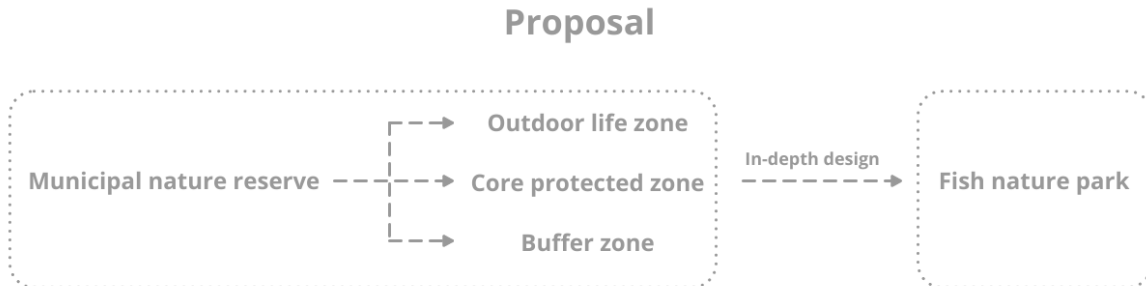 Proposal
Municipal nature reserve
Outdoor life zone
Core protected zone
Buffer zone
In-depth design
Fish nature park